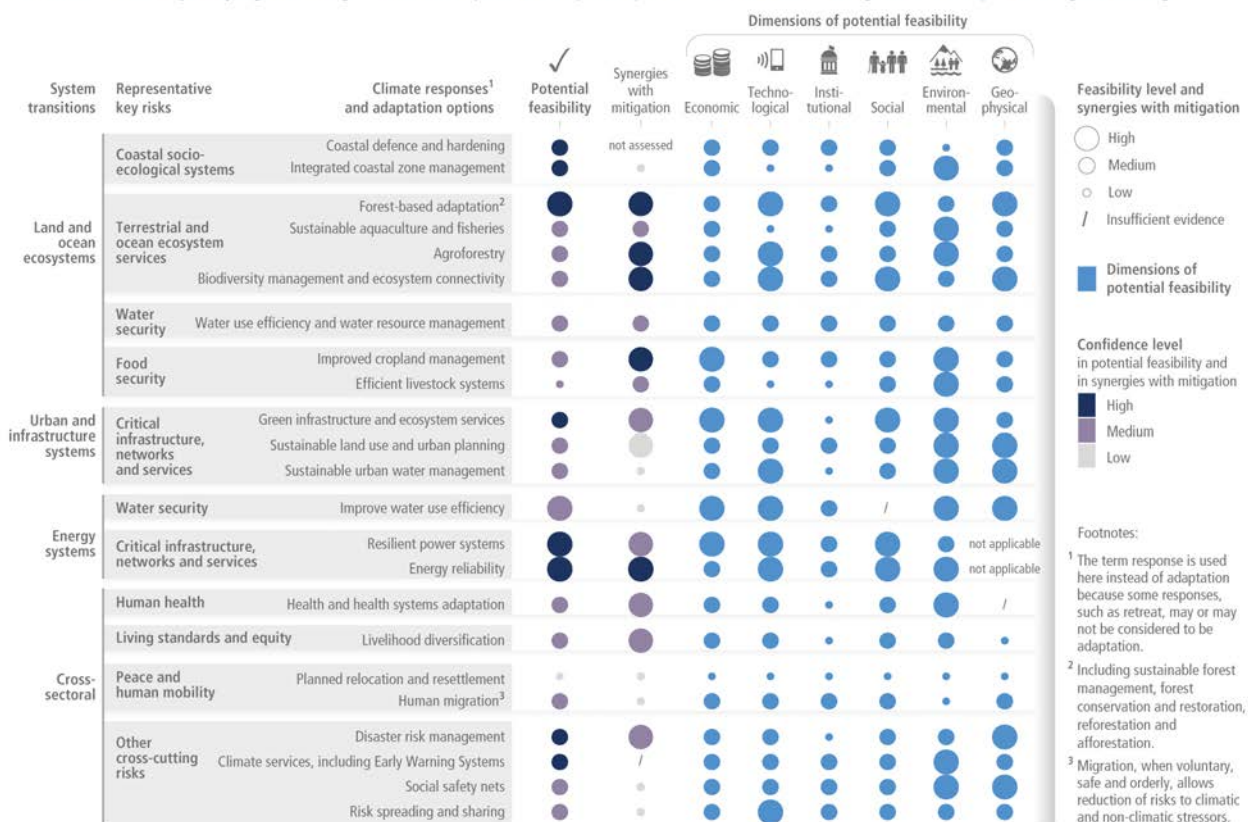 Dimensions of potential feasibility
System transitions
Representative key risks
Climate responses1 and adaptation options
Potential feasibility
Synergies with mitigation
Economic
Techno-logical
Insti-tutional
Social
Environ-mental
Geo-physical
Land and ocean ecosystems
Coastal socio-ecological systems
Coastal defence and hardening
not assessed
Integrated coastal zone management
Terrestrial and ocean ecosystem services
Forest-based adaptation2
Sustainable aquaculture and fisheries
Agroforestry
Biodiversity management and ecosystem connectivity
Water security
Water use efficiency and water resource management
Food security
Improved cropland management
Efficient livestock systems
Urban and infrastructure systems
Critical infrastructure, networks and services
Green infrastructure and ecosystem services
Sustainable land use and urban planning
Sustainable urban water management
Energy systems
Water security
Improve water use efficiency
/
Critical infrastructure, networks and services
Resilient power systems
not applicable
Energy reliability
not applicable
Cross-sectoral
Human health
Health and health systems adaptation
/
Living standards and equity
Livelihood diversification
Peace and human mobility
Planned relocation and resettlement
Human migration3
Other cross-cutting risks
Disaster risk management
Climate services, including Early Warning Systems
/
Social safety nets
Risk spreading and sharing
Feasibility level and
synergies with mitigation
High
Medium
Low
/ Insufficient evidence
Dimensions of
potential feasibility
Confidence level
in potential feasibility and
in synergies with mitigation
High
Medium
Low
Footnotes:
1 The term response is used
here instead of adaptation
because some responses,
such as retreat, may or may
not be considered to be
adaptation.
2 Including sustainable forest
management, forest
conservation and restoration,
reforestation and
afforestation.
3 Migration, when voluntary,
safe and orderly, allows
reduction of risks to climatic
and non-climatic stressors.